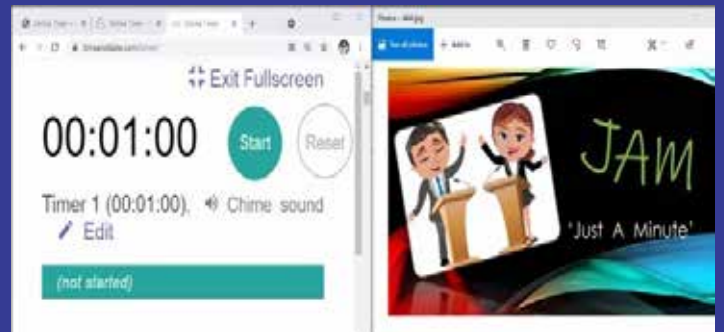 Exit Fullscreen
00:01:00
Start
Reset
Timer 1 (00:01:00).
Chime sound
Edit
(not started)
JAM
'Just A Minute'